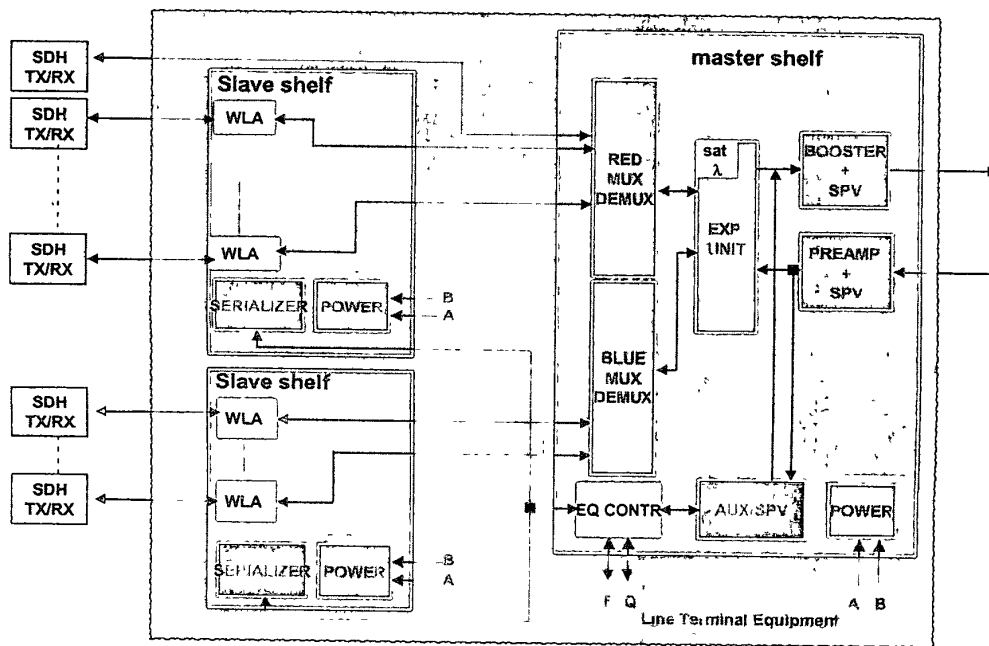 SDH
TX/RX
SDH
TX/RX
SDH
TX/RX
SDH
TX/RX
SDH
TX/RX
Slave shelf
WLA
WLA
SERIALIZER
POWER
B
A
Slave shelf
WLA
WLA
SERIALIZER
POWER
B
A
master shelf
RED
MUX
DEMUX
BLUE
MUX
DEMUX
sat
λ
EXP
UNIT
BOOSTER
+
SPV
PREAMP
+
SPV
EQ CONTR
AUX/SPV
POWER
F Q
A B
Line Terminal Equipment